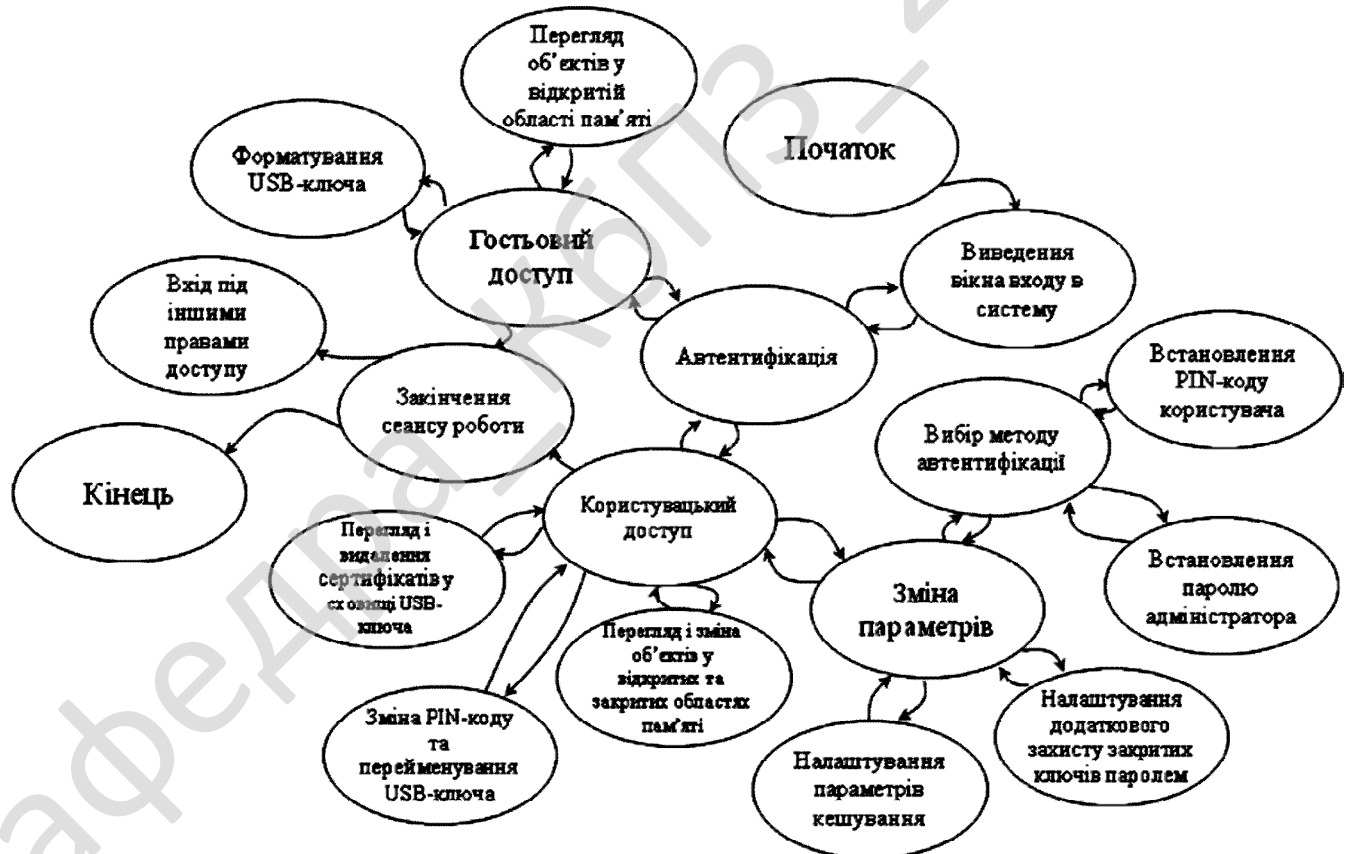 Перегляд
об'єктів у
відкритій
області пам'яті
Початок
Форматування
USB-ключа
Гостьовий
доступ
Виведення
вікна входу в
систему
Вхід під
іншими
правами
доступу
Автентифікація
Встановлення
PIN-коду
користувача
Закінчення
сеансу роботи
Вибір методу
автентифікації
Кінець
Користувацький
доступ
Перегляд і
видалення
сертифікатів у
сховищі USB-
ключа
Встановлення
паролю
адміністратора
Зміна
параметрів
Перегляд і зміна
об'єктів у
відкритих та
закритих областях
пам'яті
Зміна PIN-коду
та
перейменування
USB-ключа
Налаштування
додаткового
захисту закритих
ключів паролем
Налаштування
параметрів
кешування
афедра_КбПЗ_2